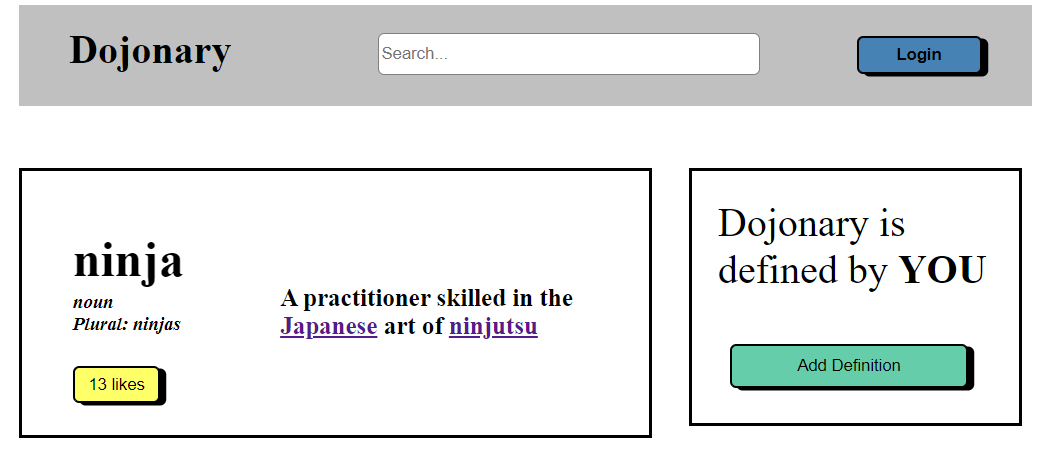 Dojonary
Search...
Login
ninja
noun
Plural: ninjas
13 likes
A practitioner skilled in the
Japanese art of ninjutsu
Dojonary is
defined by YOU
Add Definition